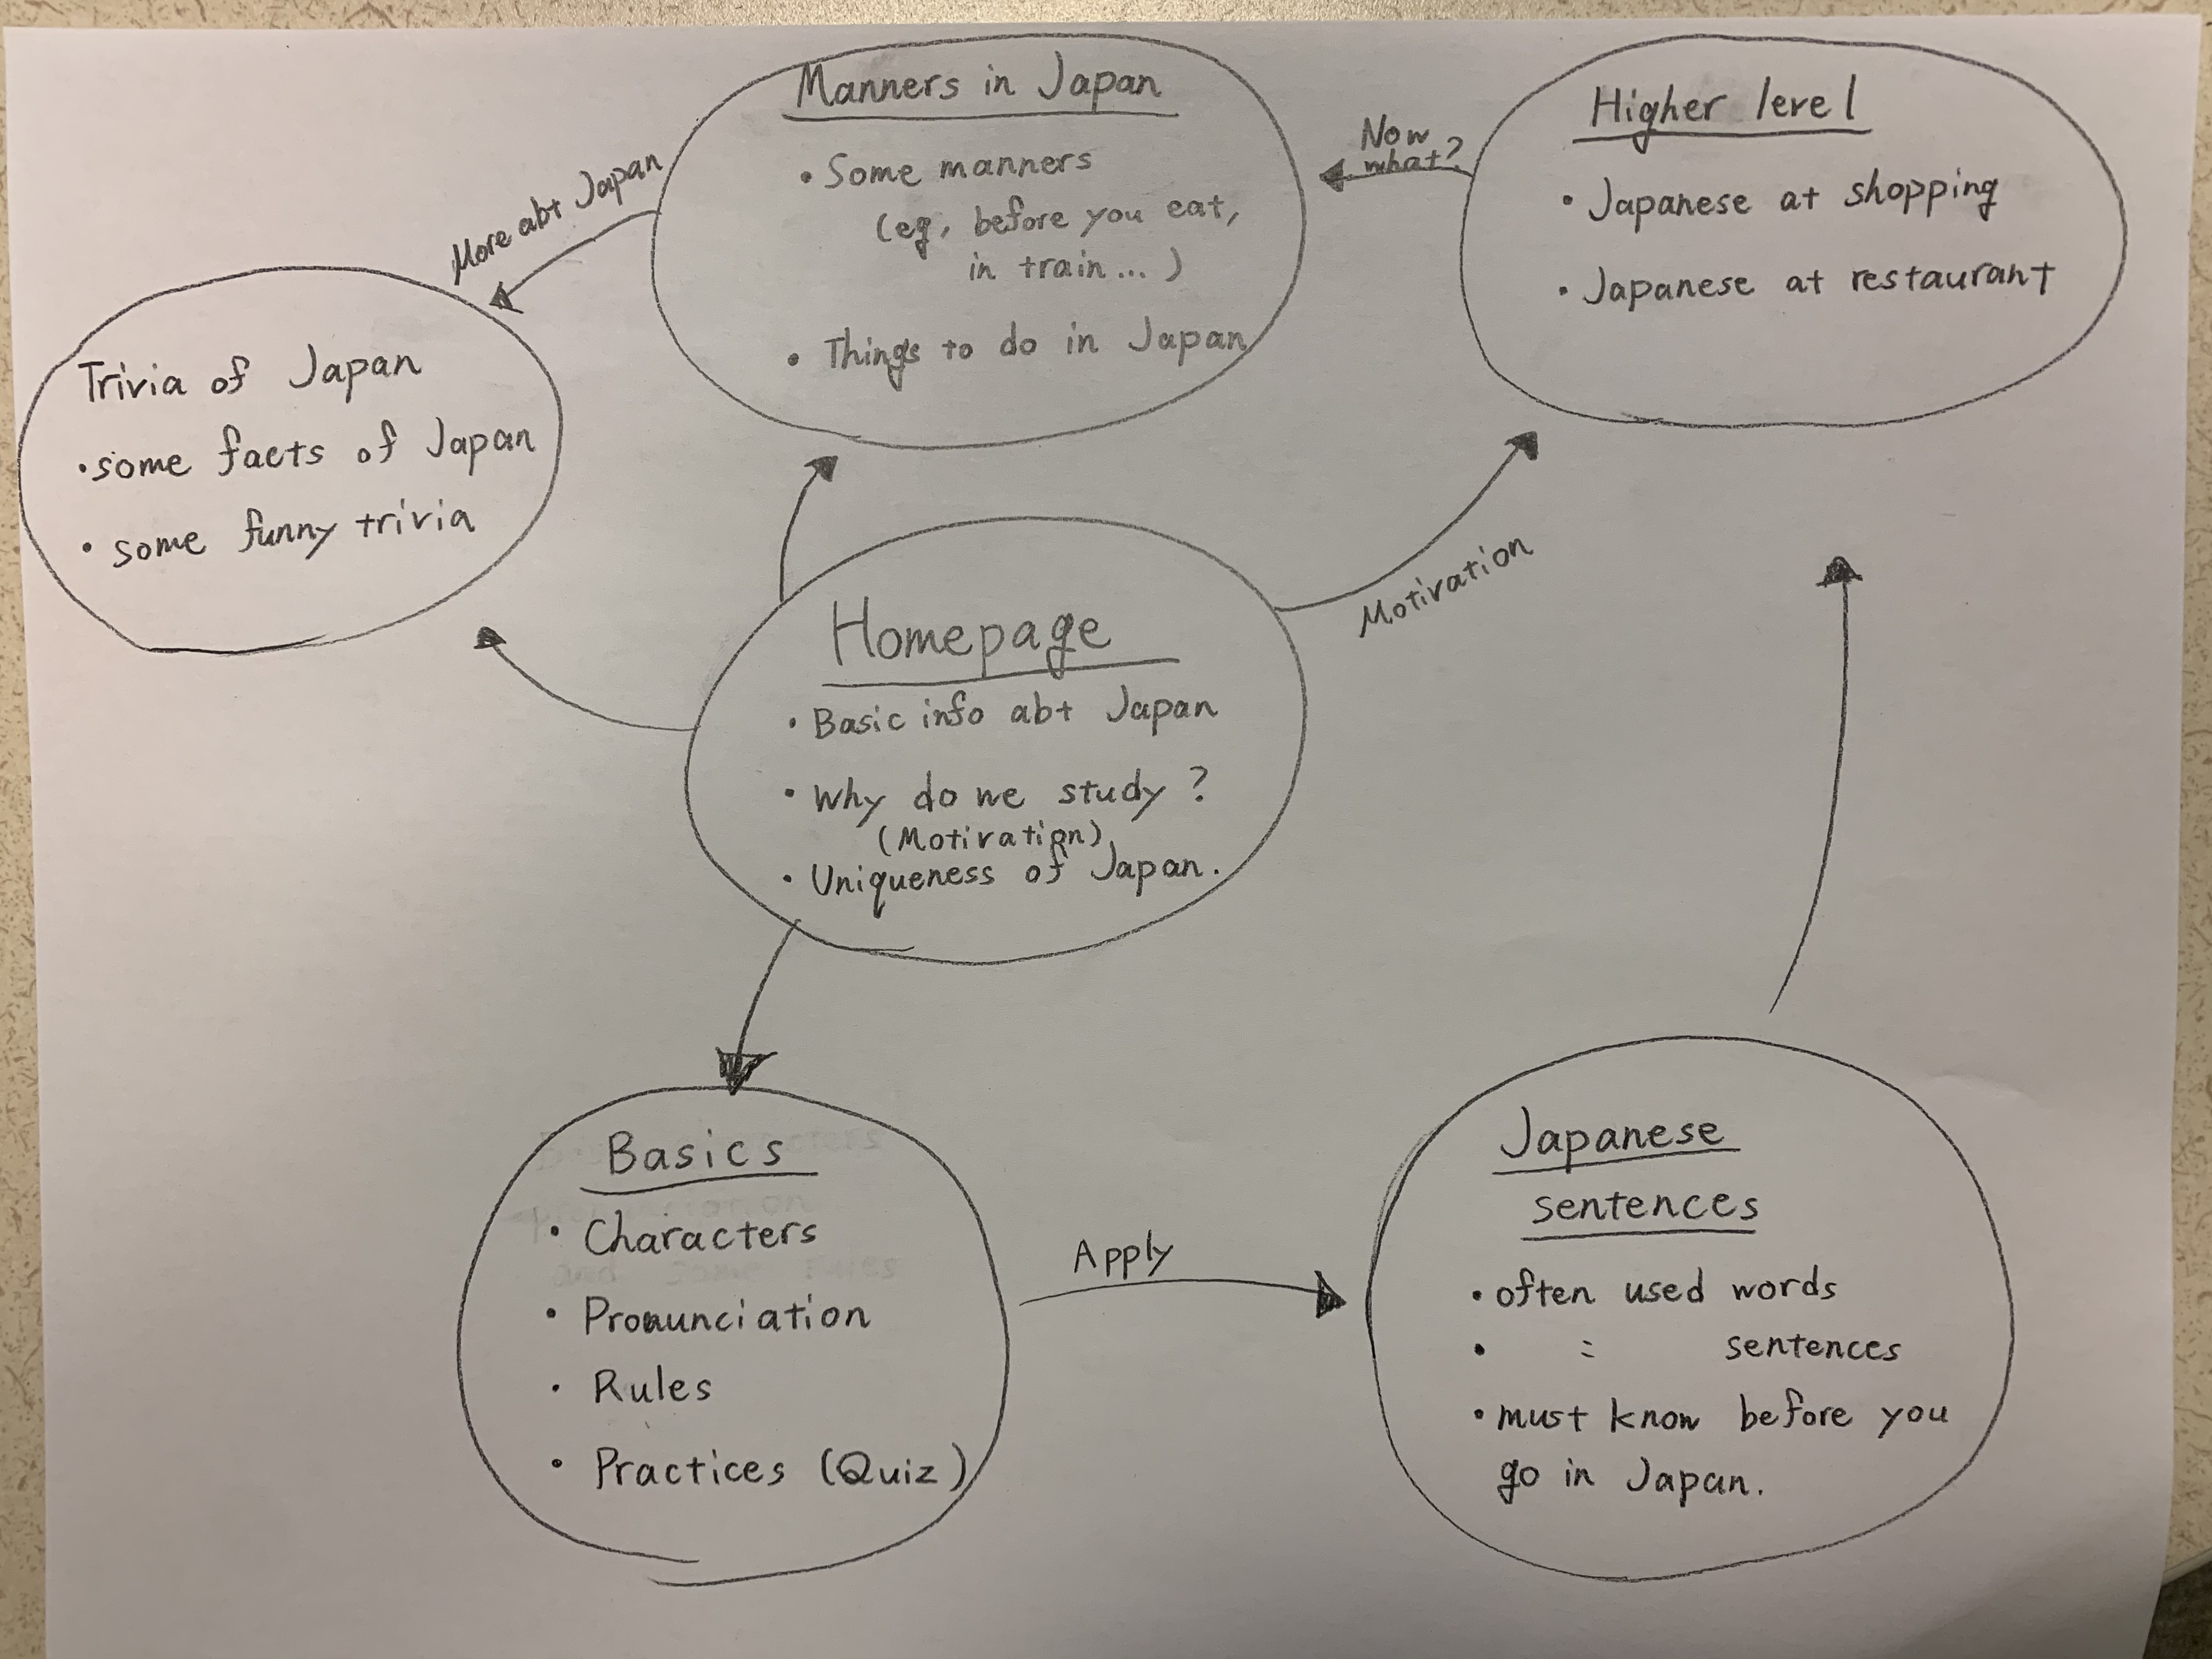 Manners in Japan
• Some manners
(eg, before you eat,
in train... )
• Things to do in Japan
Now
what?
Higher level
• Japanese at shopping
• Japanese at restaurant
More abt Japan
Trivia of Japan
• some facts of Japan
• some funny trivia
Homepage
• Basic info abt Japan
• Why do we study ?
(Motivation)
• Uniqueness of Japan.
Motivation
Basics
• Characters
• Pronunciation
• Rules
• Practices (Quiz)
Apply
Japanese
sentences
• often used words
• : sentences
• must know before you
go in Japan.